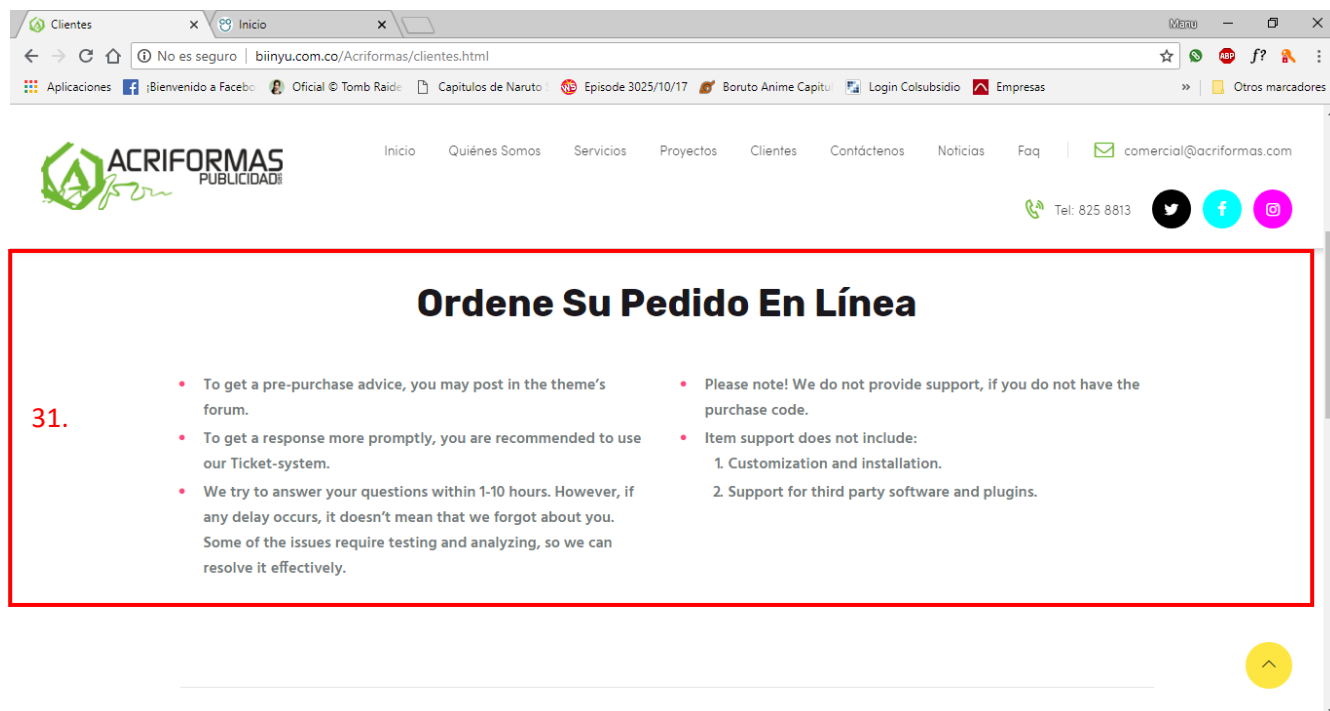 Clientes
Inicio
Manu
No es seguro | biinyu.com.co/Acriformas/clientes.html
ABP
f?
Aplicaciones
¡Bienvenido a Facebo
Oficial © Tomb Raide
Capitulos de Naruto
Episode 3025/10/17
Boruto Anime Capitu
Login Colsubsidio
Empresas
»
Otros marcadores
ACRIFORMAS
PUBLICIDAD
Inicio
Quiénes Somos
Servicios
Proyectos
Clientes
Contáctenos
Noticias
Faq
comercial@acriformas.com
Tel: 825 8813
Ordene Su Pedido En Línea
31.
• To get a pre-purchase advice, you may post in the theme’s
forum.
• To get a response more promptly, you are recommended to use
our Ticket-system.
• We try to answer your questions within 1-10 hours. However, if
any delay occurs, it doesn’t mean that we forgot about you.
Some of the issues require testing and analyzing, so we can
resolve it effectively.
• Please note! We do not provide support, if you do not have the
purchase code.
• Item support does not include:
1. Customization and installation.
2. Support for third party software and plugins.